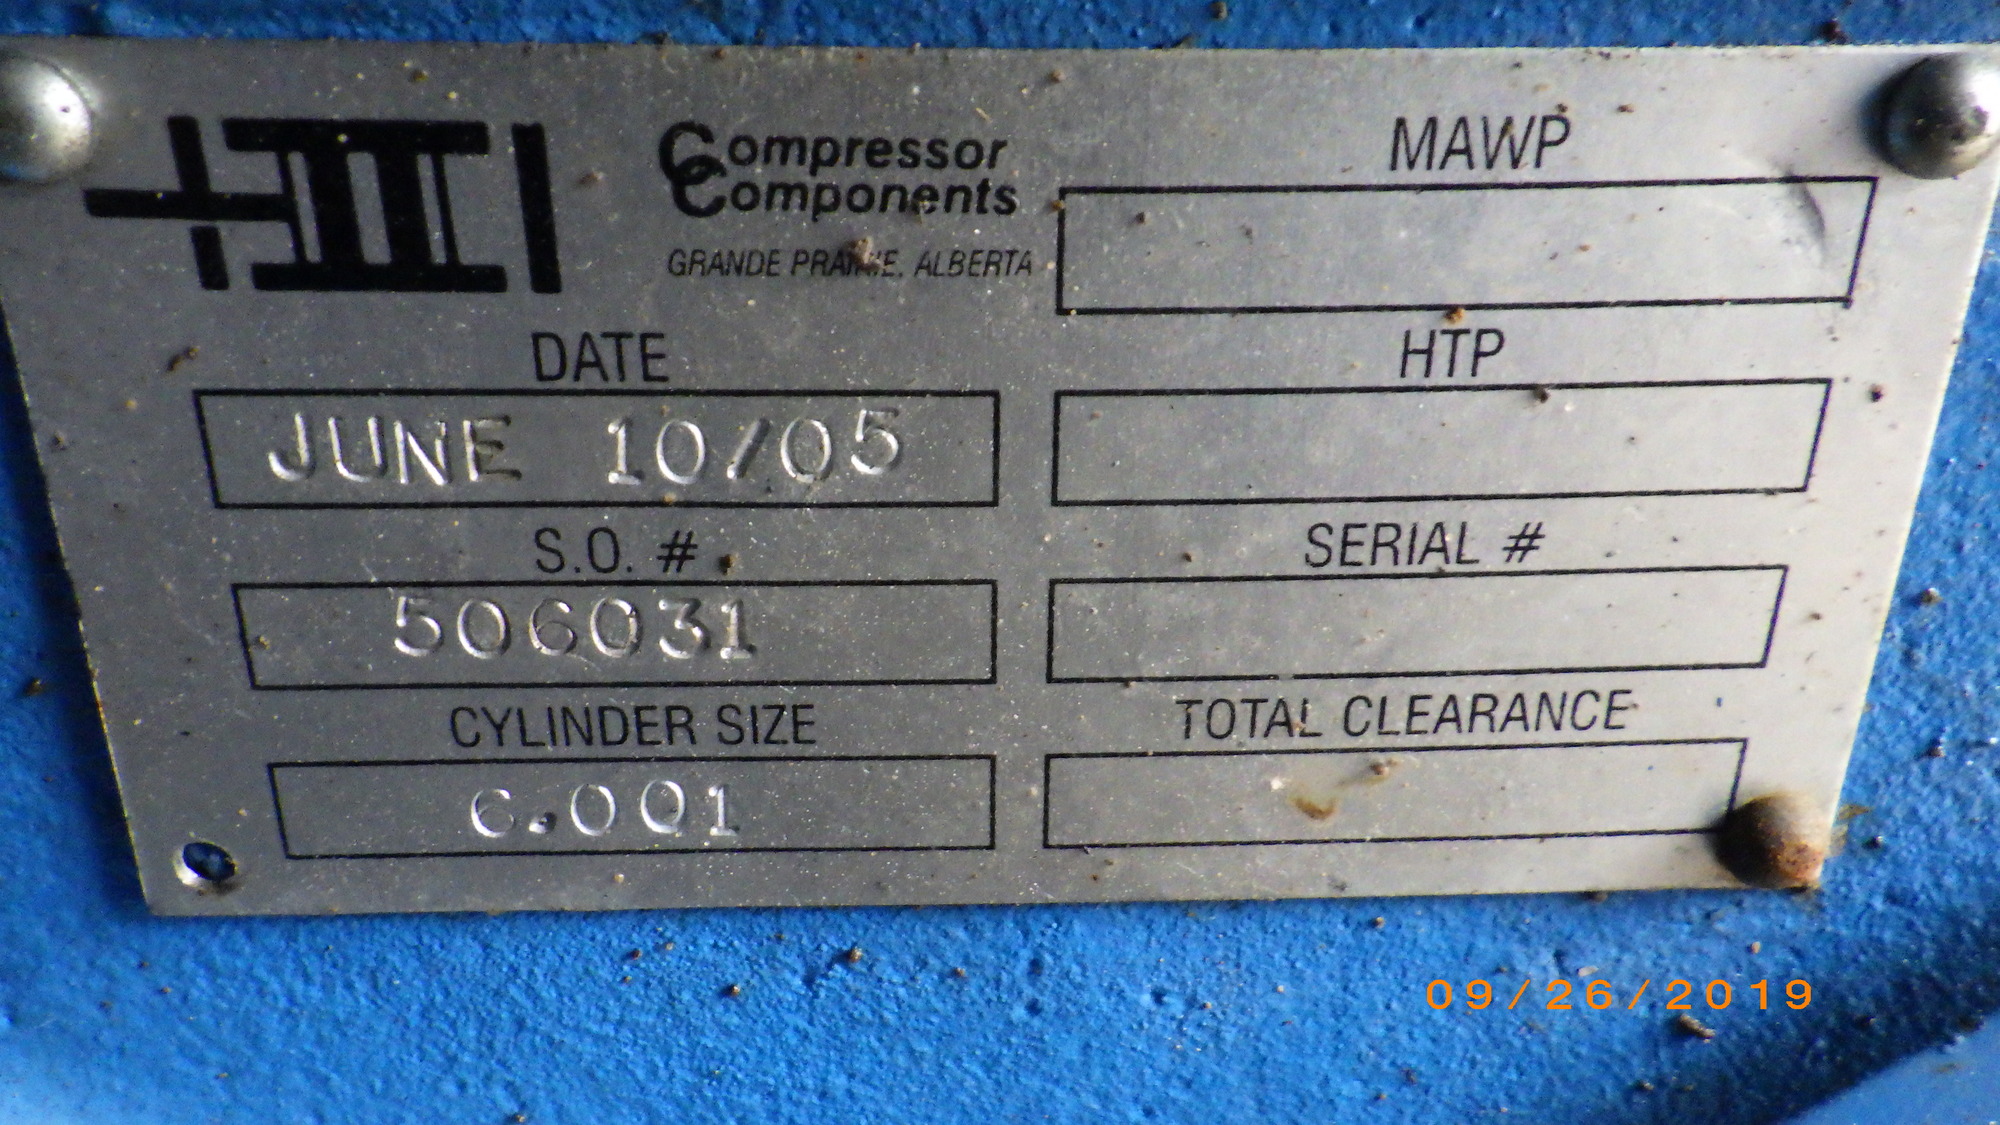 Compressor
Components
GRANDE PRAIRIE, ALBERTA
MAWP
DATE
HTP
JUNE 10/05
S.O. #
SERIAL #
506031
CYLINDER SIZE
TOTAL CLEARANCE
6.001
09/26/2019